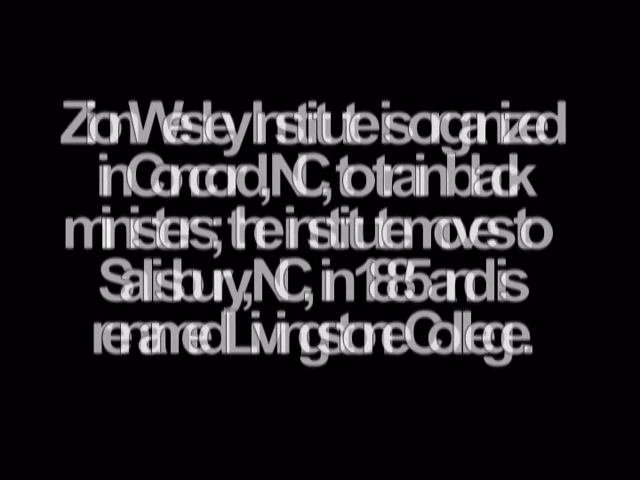 Zion Wesley Institute is organized
in Concord, NC, to train black
ministers; the institute moves to
Salisbury, NC, in 1885 and is
renamed Livingstone College.